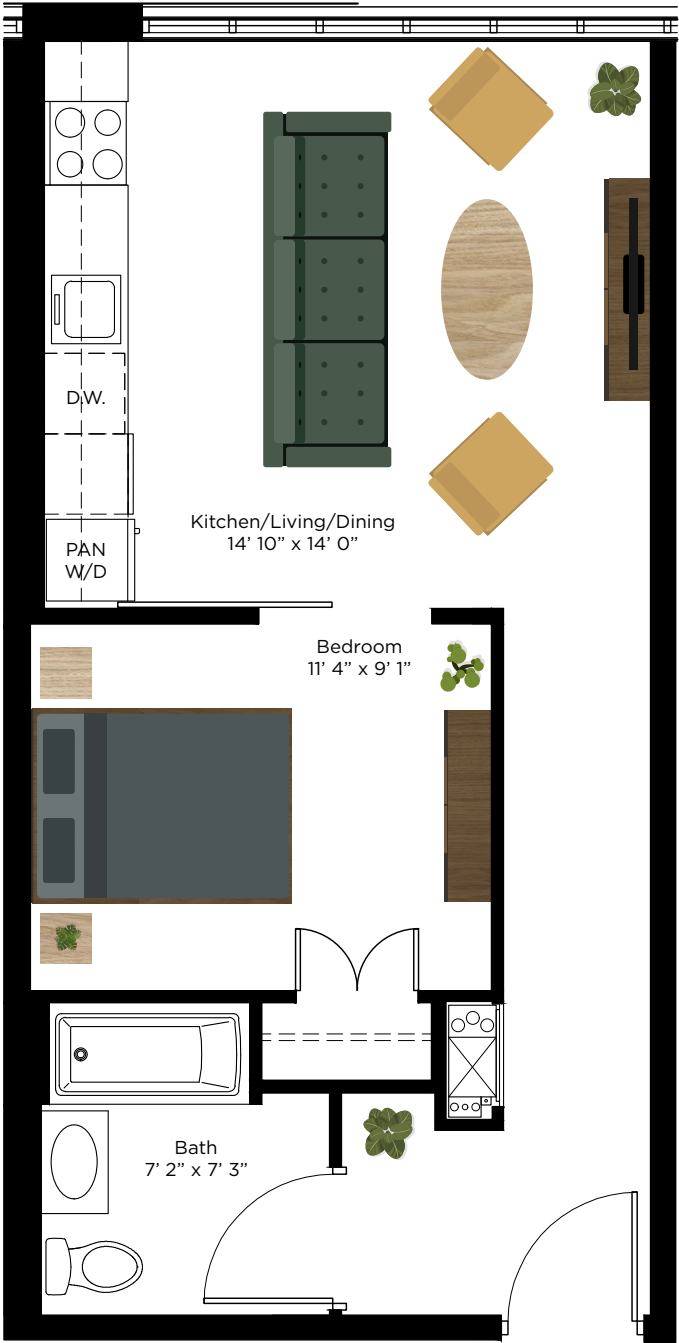 D.W.
PAN
W/D
Kitchen/Living/Dining
14’ 10” x 14’ 0”
Bedroom
11’ 4” x 9’ 1”
Bath
7’ 2” x 7’ 3”